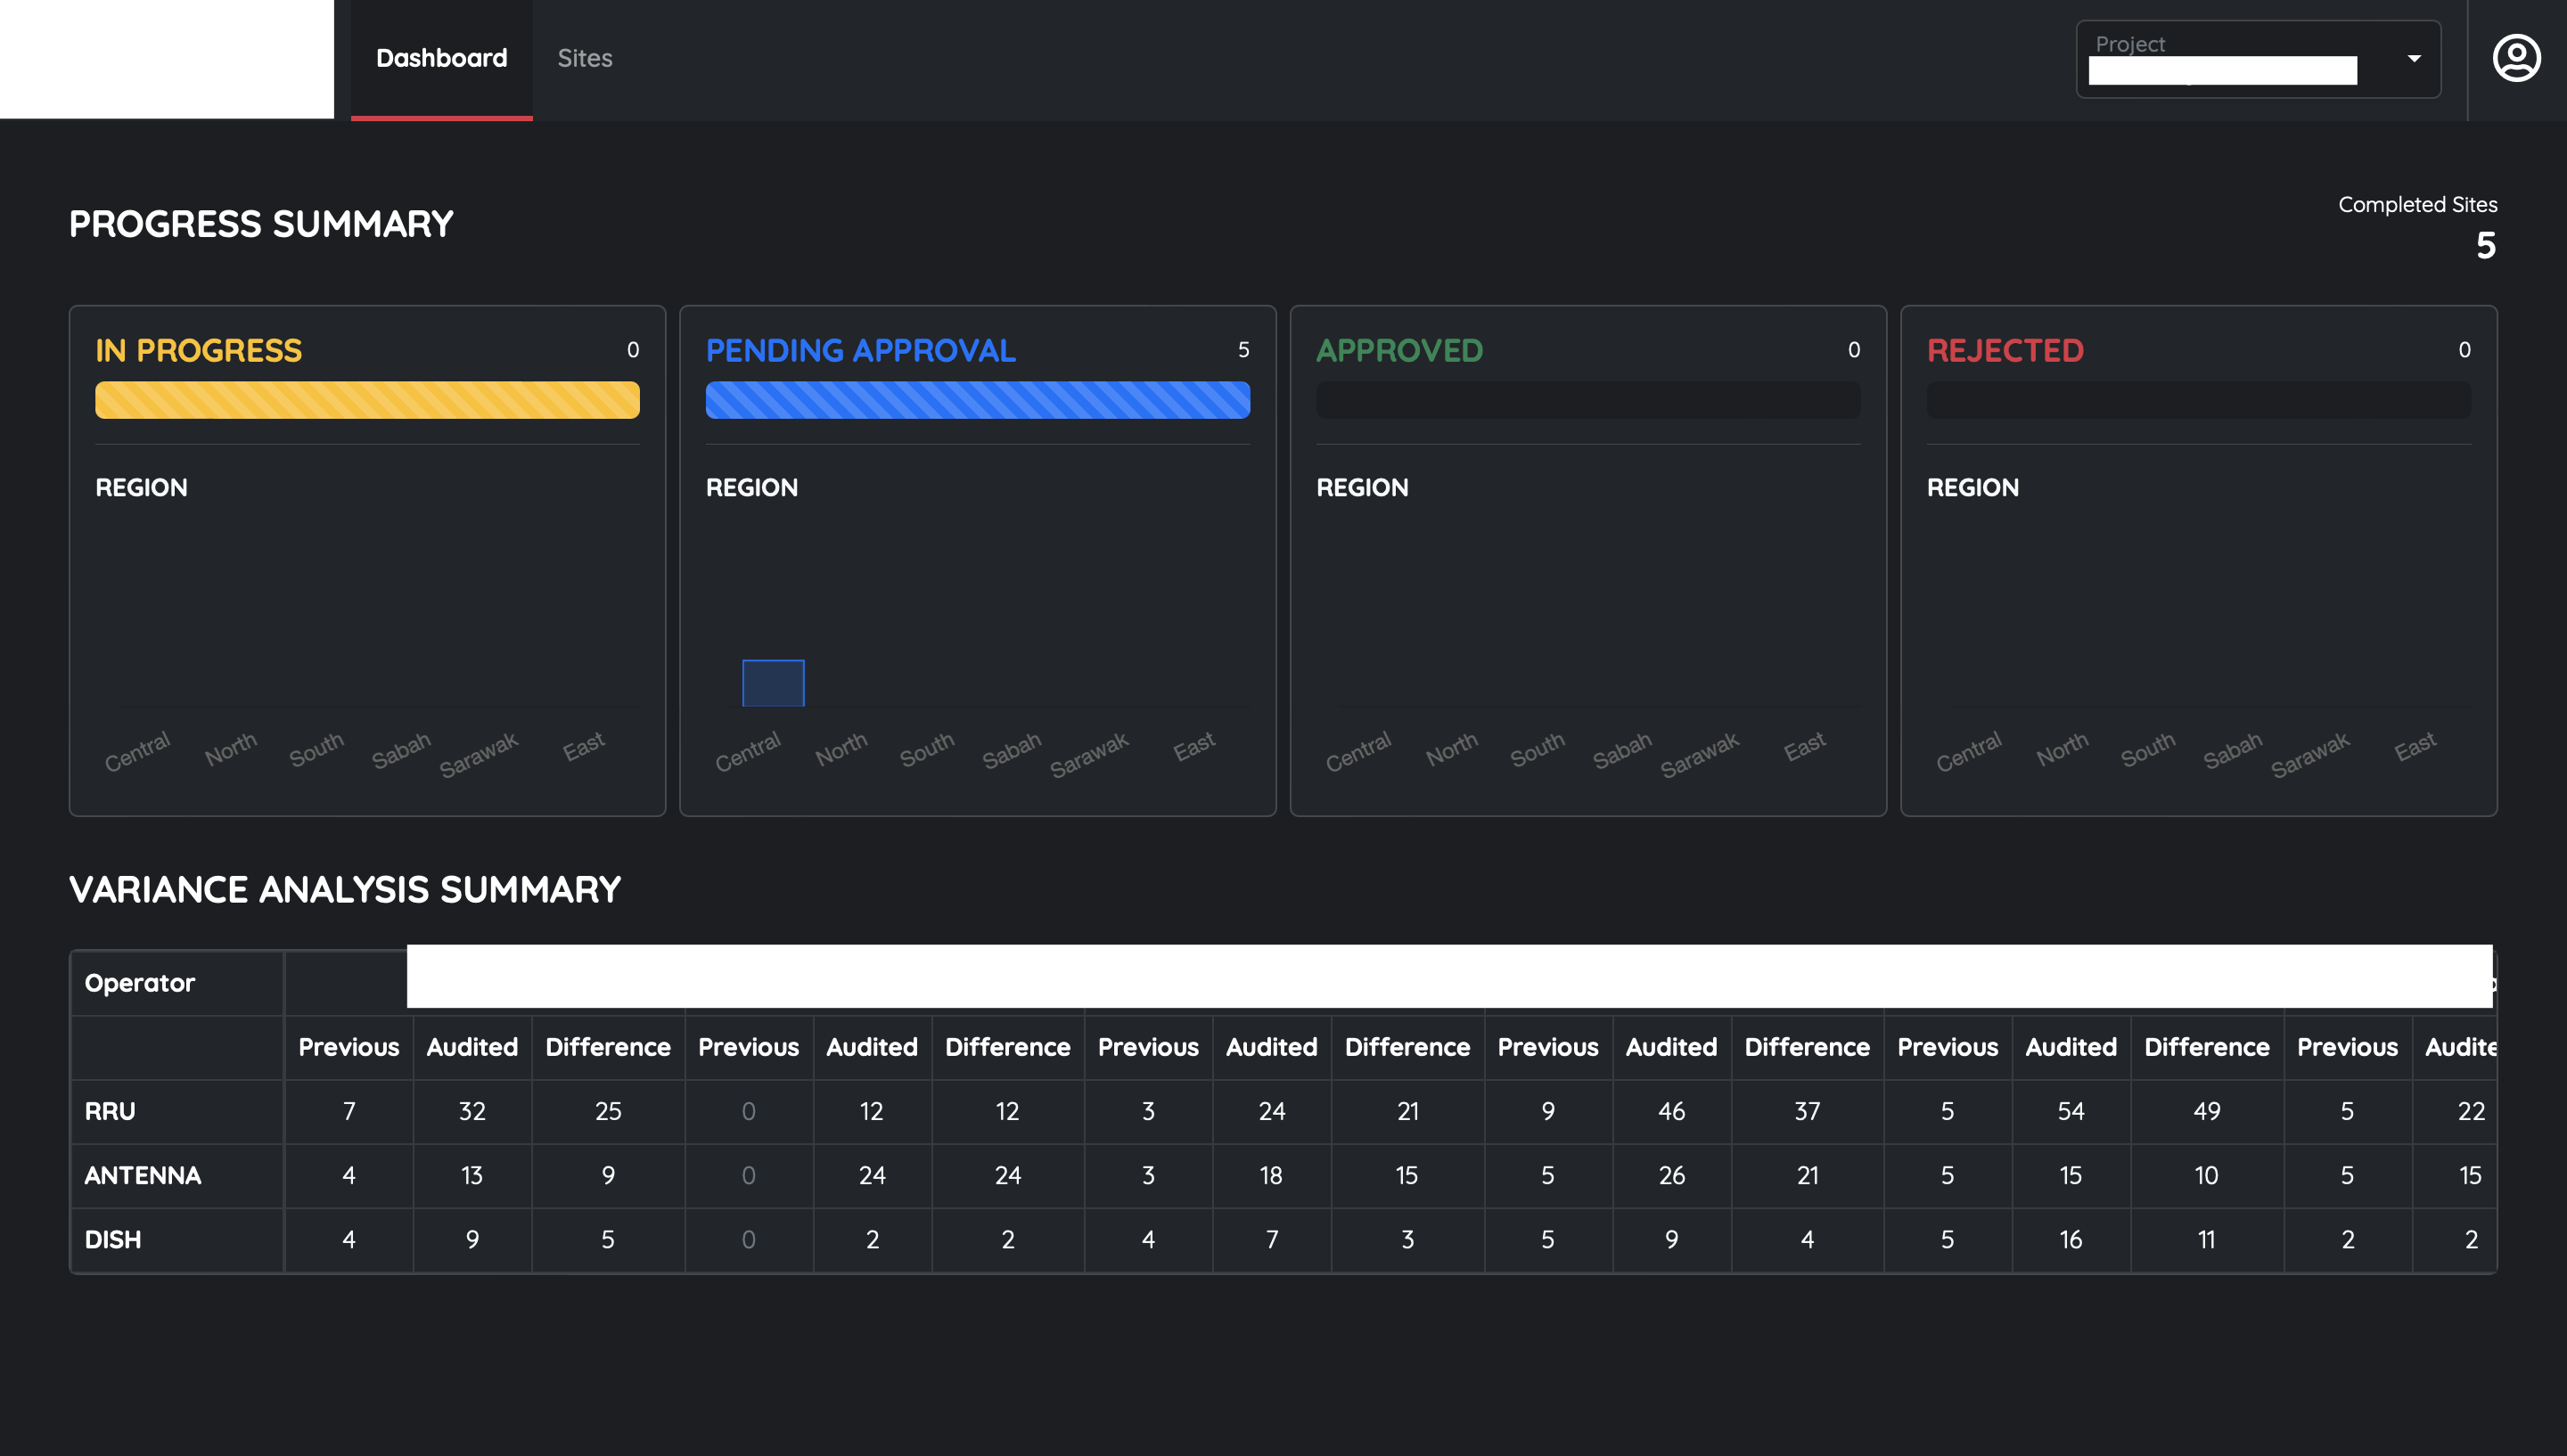 Dashboard Sites Project
PROGRESS SUMMARY
Completed Sites
5
IN PROGRESS 0
REGION
Central North South Sabah Sarawak East
PENDING APPROVAL 5
REGION
Central North South Sabah Sarawak East
APPROVED 0
REGION
Central North South Sabah Sarawak East
REJECTED 0
REGION
Central North South Sabah Sarawak East
VARIANCE ANALYSIS SUMMARY
Operator
Previous Audited Difference Previous Audited Difference Previous Audited Difference Previous Audited Difference Previous Audited Difference Previous Audite
RRU 7 32 25 0 12 12 3 24 21 9 46 37 5 54 49 5 22
ANTENNA 4 13 9 0 24 24 3 18 15 5 26 21 5 15 10 5 15
DISH 4 9 5 0 2 2 4 7 3 5 9 4 5 16 11 2 2